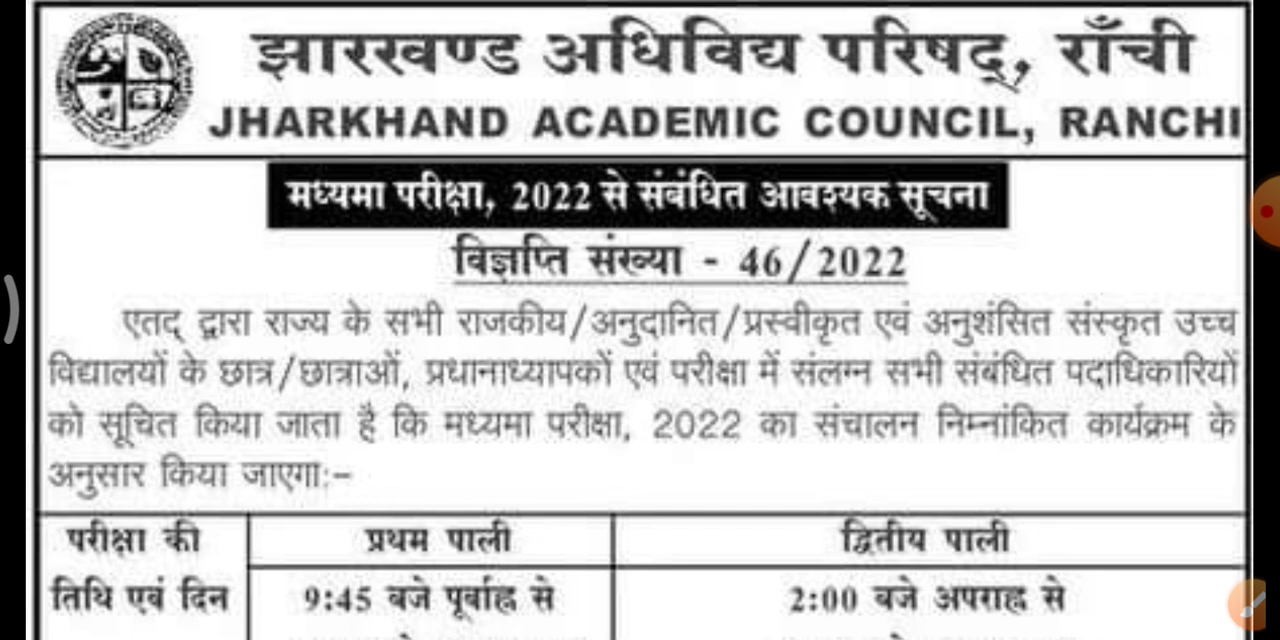 झारखण्ड अधिविद्य परिषद्, राँची
JHARKHAND ACADEMIC COUNCIL, RANCHI
मध्यमा परीक्षा, 2022 से संबंधित आवश्यक सूचना
विज्ञप्ति संख्या - 46/2022
एतद् द्वारा राज्य के सभी राजकीय/अनुदानित/प्रस्वीकृत एवं अनुशंसित संस्कृत उच्च
विद्यालयों के छात्र/छात्राओं, प्रधानाध्यापकों एवं परीक्षा में संलग्न सभी संबंधित पदाधिकारियों
को सूचित किया जाता है कि मध्यमा परीक्षा, 2022 का संचालन निम्नांकित कार्यक्रम के
अनुसार किया जाएगा:-
परीक्षा की
तिथि एवं दिन
प्रथम पाली
द्वितीय पाली
9:45 बजे पूर्वाह्न से
2:00 बजे अपराह्न से